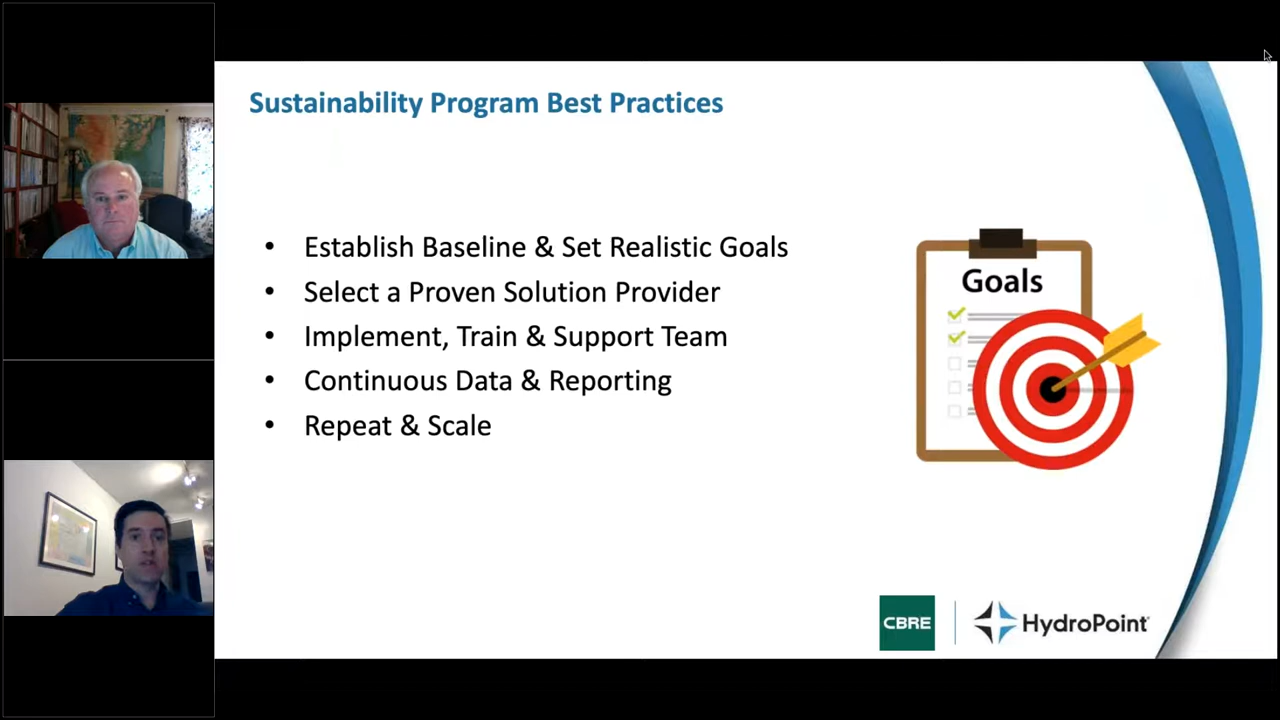 Sustainability Program Best Practices
• Establish Baseline & Set Realistic Goals
• Select a Proven Solution Provider
• Implement, Train & Support Team
• Continuous Data & Reporting
• Repeat & Scale
Goals
CBRE
HydroPoint